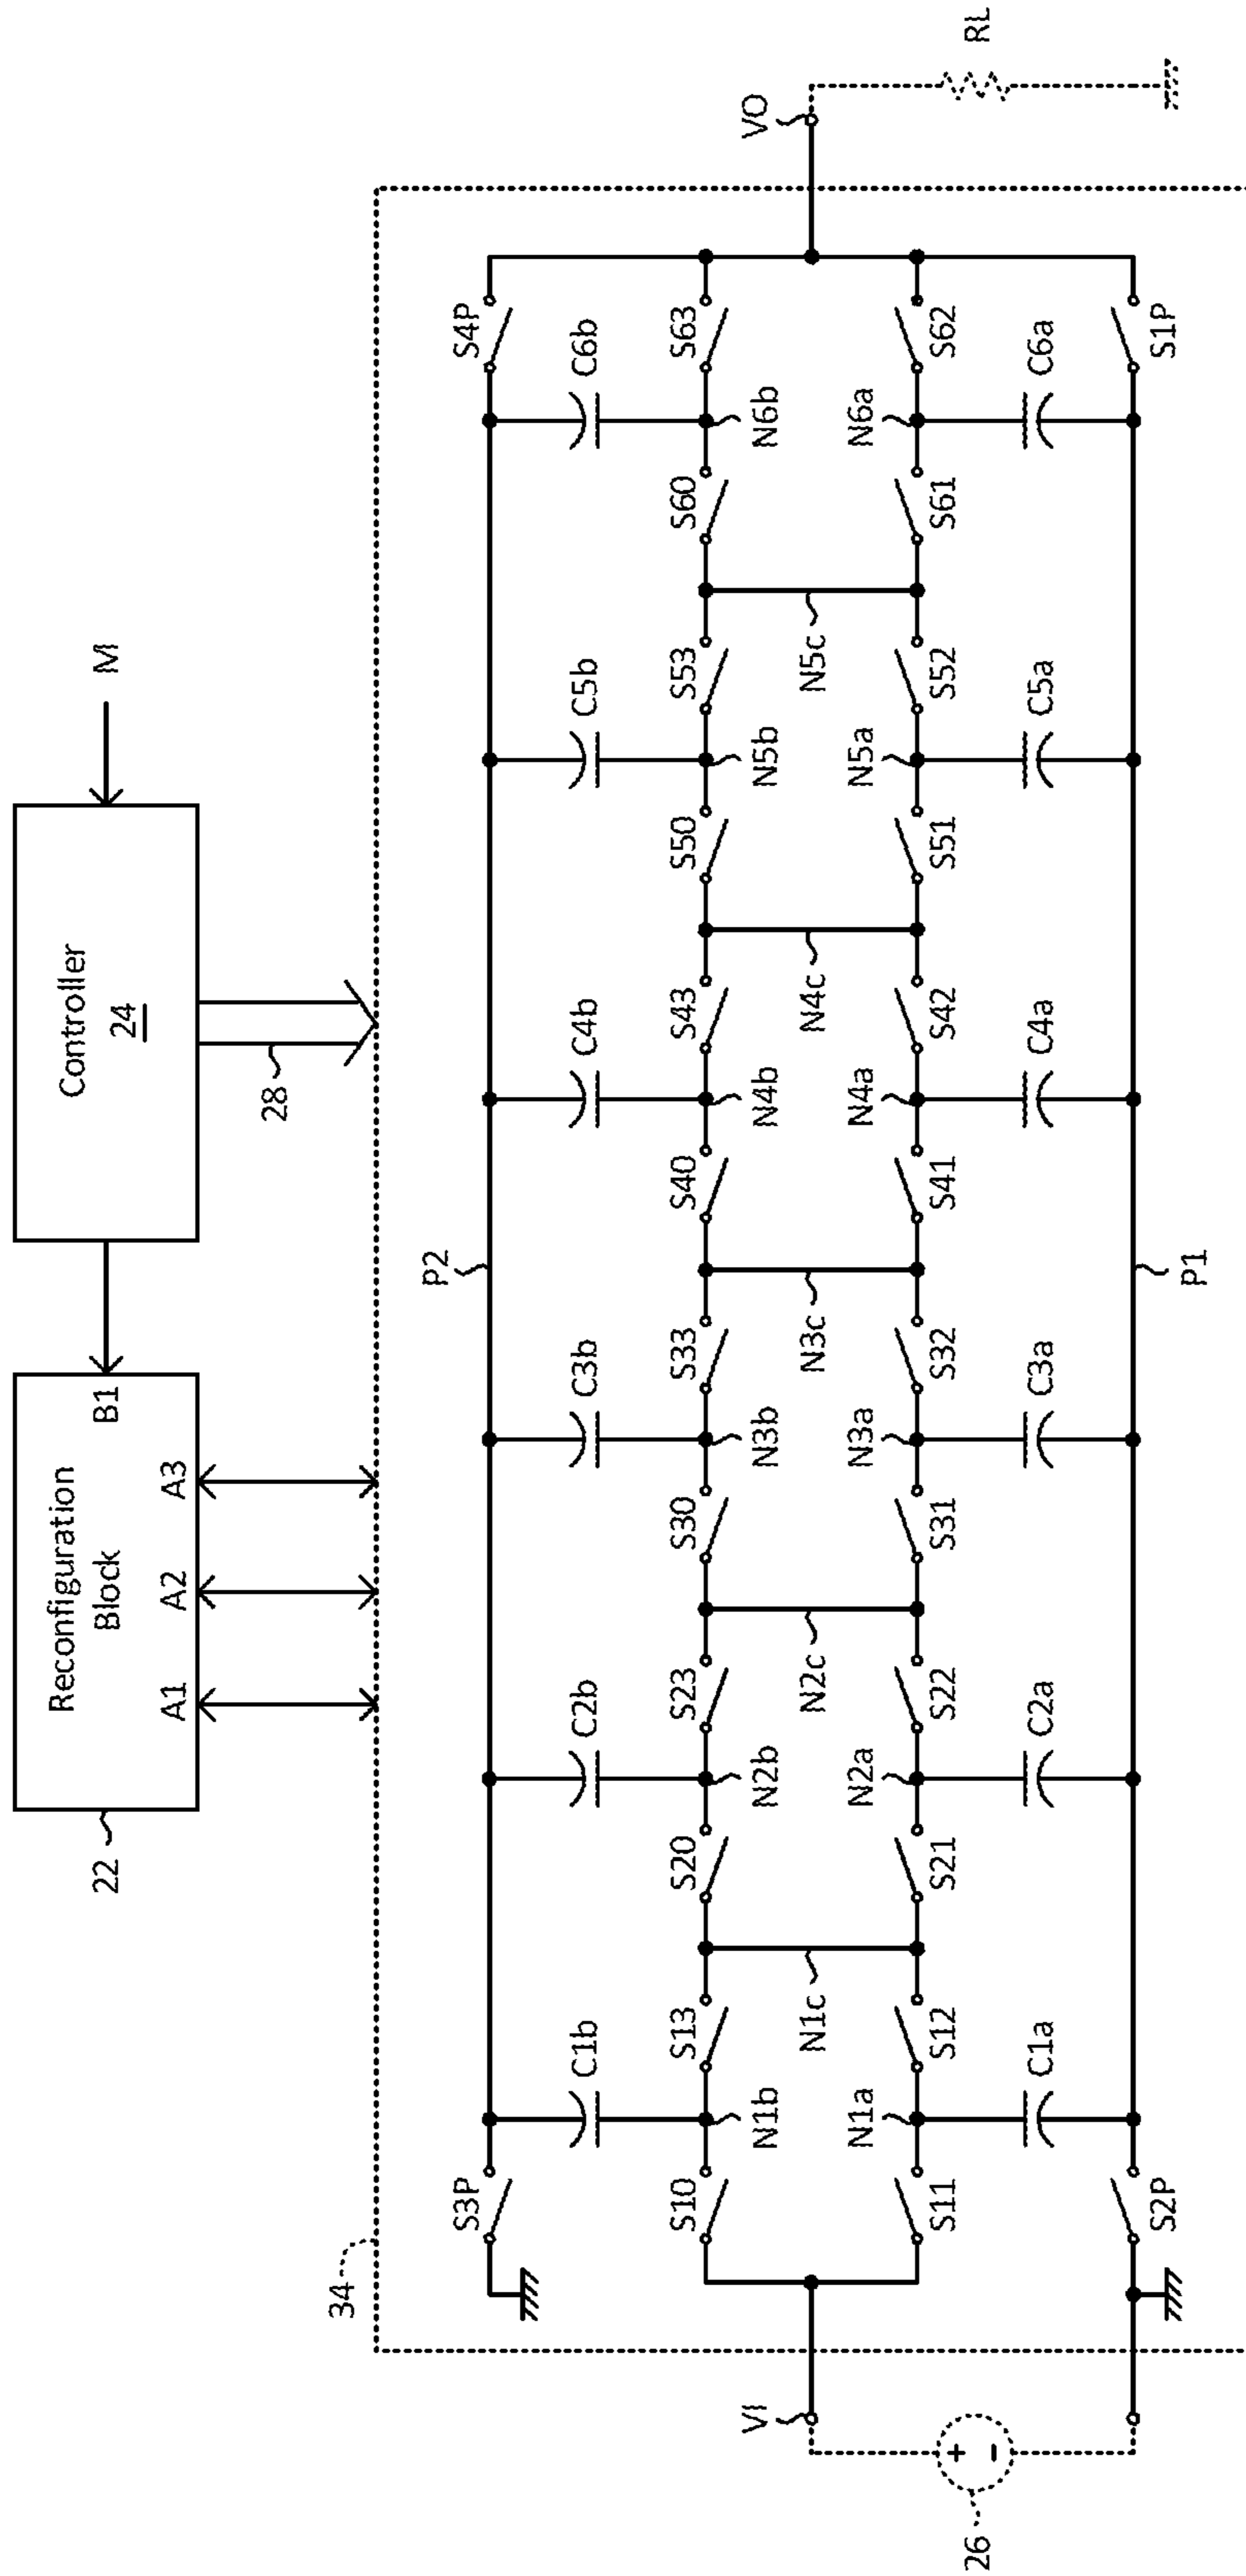 Reconfiguration
Block
A1
A2
A3
B1
22
Controller
24
M
28
34
P2
S3P
S4P
C1b
C2b
C3b
C4b
C5b
C6b
S10
S13
S20
S23
S30
S33
S40
S43
S50
S53
S60
S63
N1b
N2b
N3b
N4b
N5b
N6b
VI
N1c
N2c
N3c
N4c
N5c
VO
N1a
N2a
N3a
N4a
N5a
N6a
S11
S12
S21
S22
S31
S32
S41
S42
S51
S52
S61
S62
C1a
C2a
C3a
C4a
C5a
C6a
S2P
S1P
P1
26
+
-
RL